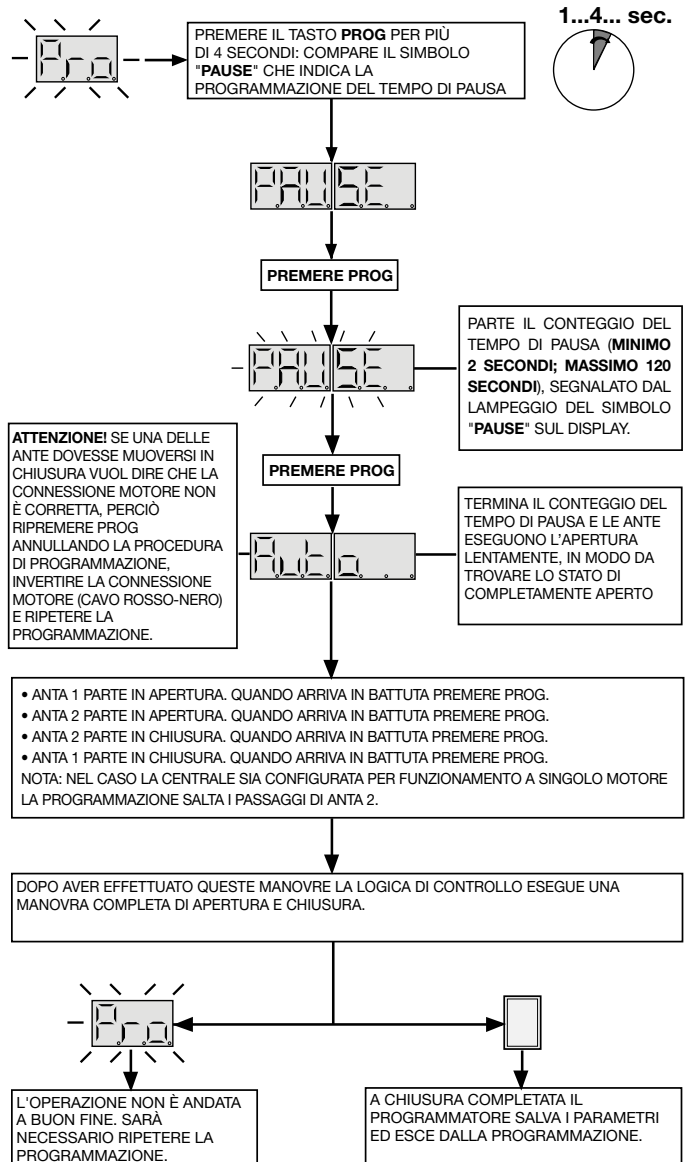 1...4... sec.
Pro
PREMERE IL TASTO PROG PER PIÙ
DI 4 SECONDI: COMPARE IL SIMBOLO
"PAUSE" CHE INDICA LA
PROGRAMMAZIONE DEL TEMPO DI PAUSA
PAUSE
PREMERE PROG
PAUSE
PARTE IL CONTEGGIO DEL
TEMPO DI PAUSA (MINIMO
2 SECONDI; MASSIMO 120
SECONDI), SEGNALATO DAL
LAMPEGGIO DEL SIMBOLO
"PAUSE" SUL DISPLAY.
ATTENZIONE! SE UNA DELLE
ANTE DOVESSE MUOVERSI IN
CHIUSURA VUOL DIRE CHE LA
CONNESSIONE MOTORE NON
È CORRETTA, PERCIÒ
RIPREMERE PROG
ANNULLANDO LA PROCEDURA
DI PROGRAMMAZIONE,
INVERTIRE LA CONNESSIONE
MOTORE (CAVO ROSSO-NERO)
E RIPETERE LA
PROGRAMMAZIONE.
PREMERE PROG
Auto
TERMINA IL CONTEGGIO DEL
TEMPO DI PAUSA E LE ANTE
ESEGUONO L'APERTURA
LENTAMENTE, IN MODO DA
TROVARE LO STATO DI
COMPLETAMENTE APERTO
• ANTA 1 PARTE IN APERTURA. QUANDO ARRIVA IN BATTUTA PREMERE PROG.
• ANTA 2 PARTE IN APERTURA. QUANDO ARRIVA IN BATTUTA PREMERE PROG.
• ANTA 2 PARTE IN CHIUSURA. QUANDO ARRIVA IN BATTUTA PREMERE PROG.
• ANTA 1 PARTE IN CHIUSURA. QUANDO ARRIVA IN BATTUTA PREMERE PROG.
NOTA: NEL CASO LA CENTRALE SIA CONFIGURATA PER FUNZIONAMENTO A SINGOLO MOTORE
LA PROGRAMMAZIONE SALTA I PASSAGGI DI ANTA 2.
DOPO AVER EFFETTUATO QUESTE MANOVRE LA LOGICA DI CONTROLLO ESEGUE UNA
MANOVRA COMPLETA DI APERTURA E CHIUSURA.
Pro
L'OPERAZIONE NON È ANDATA
A BUON FINE. SARÀ
NECESSARIO RIPETERE LA
PROGRAMMAZIONE.
A CHIUSURA COMPLETATA IL
PROGRAMMATORE SALVA I PARAMETRI
ED ESCE DALLA PROGRAMMAZIONE.